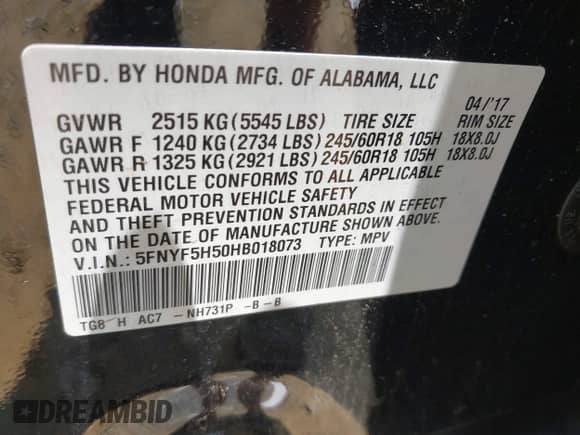 MFD. BY HONDA MFG. OF ALABAMA, LLC
04/'17
GVWR 2515 KG(5545 LBS) TIRE SIZE RIM SIZE
GAWR F 1240 KG(2734 LBS)245/60R18 105H 18X8.0J
GAWR R 1325 KG(2921 LBS)245/60R18 105H 18X8.0J
THIS VEHICLE CONFORMS TO ALL APPLICABLE
FEDERAL MOTOR VEHICLE SAFETY
AND THEFT PREVENTION STANDARDS IN EFFECT
ON THE DATE OF MANUFACTURE SHOWN ABOVE.
V.I.N.: 5FNYF5H50HB018073 TYPE: MPV
TG8 H AC7 -NH731P -B-B
DREAMBID